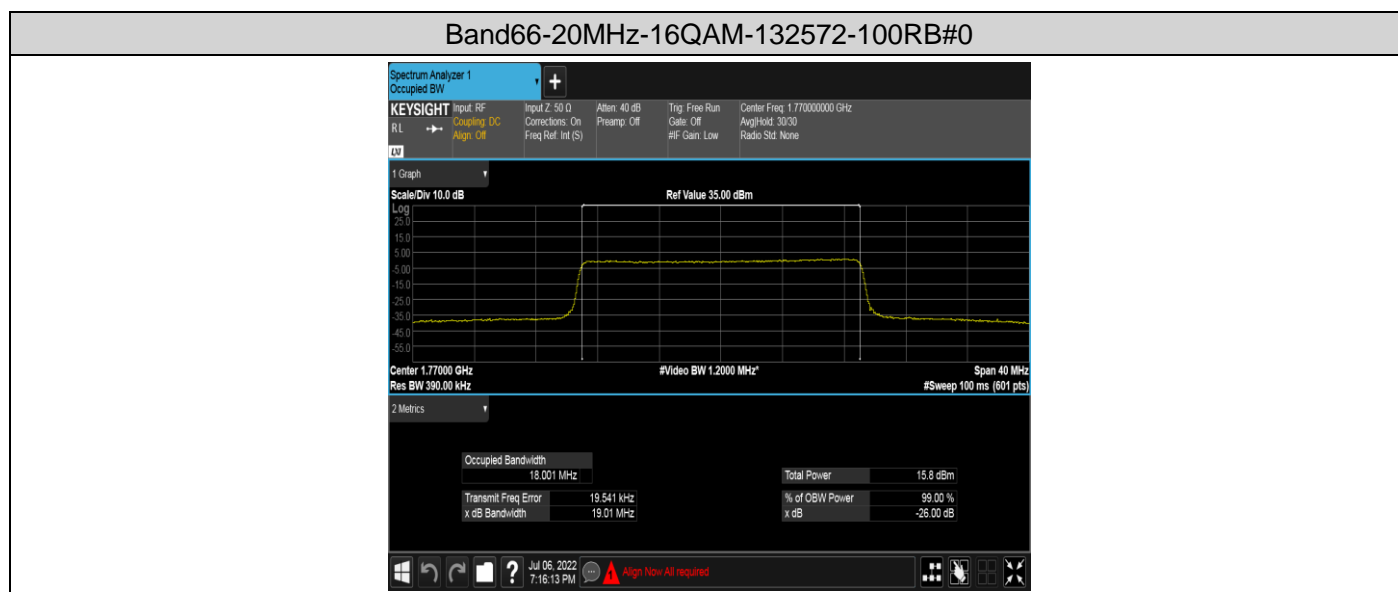 Band66-20MHz-16QAM-132572-100RB#0
Spectrum Analyzer 1
Occupied BW
KEYSIGHT
RL
LXI
Input: RF
Coupling: DC
Align: Off
Input Z: 50 Ω
Corrections: On
Freq Ref: Int (S)
Atten: 40 dB
Preamp: Off
Trig: Free Run
Gate: Off
#IF Gain: Low
Center Freq: 1.770000000 GHz
Avg|Hold: 30/30
Radio Std: None
1 Graph
Scale/Div 10.0 dB
Ref Value 35.00 dBm
Log
25.0
15.0
5.00
-5.00
-15.0
-25.0
-35.0
-45.0
-55.0
Center 1.77000 GHz
#Video BW 1.2000 MHz*
Span 40 MHz
Res BW 390.00 kHz
#Sweep 100 ms (601 pts)
2 Metrics
Occupied Bandwidth
18.001 MHz
Total Power 15.8 dBm
Transmit Freq Error 19.541 kHz
% of OBW Power 99.00 %
x dB Bandwidth 19.01 MHz
x dB -26.00 dB
?
Jul 06, 2022
7:16:13 PM
1
Align Now All required